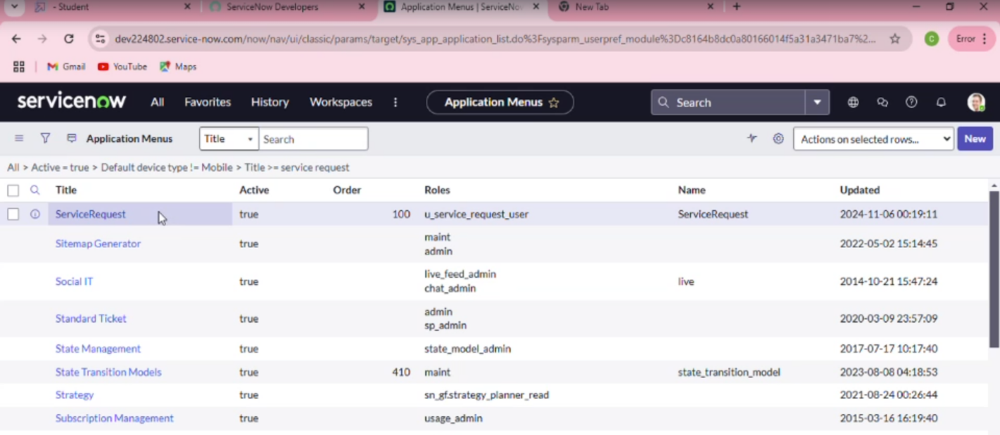 - Student
ServiceNow Developers
Application Menus | ServiceNo
New Tab
dev224802.service-now.com/now/nav/ui/classic/params/target/sys_app_application_list.do%3Fsysparm_userpref_module%3Dc8164b8dc0a80166014f5a31a3471ba7%2...
C
Error
Gmail YouTube Maps
servicenow All Favorites History Workspaces Application Menus Search
Application Menus Title Search Actions on selected rows... New
All > Active = true > Default device type != Mobile > Title >= service request
Title Active Order Roles Name Updated
ServiceRequest true 100 u_service_request_user ServiceRequest 2024-11-06 00:19:11
Sitemap Generator true maint 2022-05-02 15:14:45
admin
Social IT true live_feed_admin live 2014-10-21 15:47:24
chat_admin
Standard Ticket true admin 2020-03-09 23:57:09
sp_admin
State Management true state_model_admin 2017-07-17 10:17:40
State Transition Models true 410 maint state_transition_model 2023-08-08 04:18:53
Strategy true sn_gf.strategy_planner_read 2021-08-24 00:26:44
Subscription Management true usage_admin 2015-03-16 16:19:40